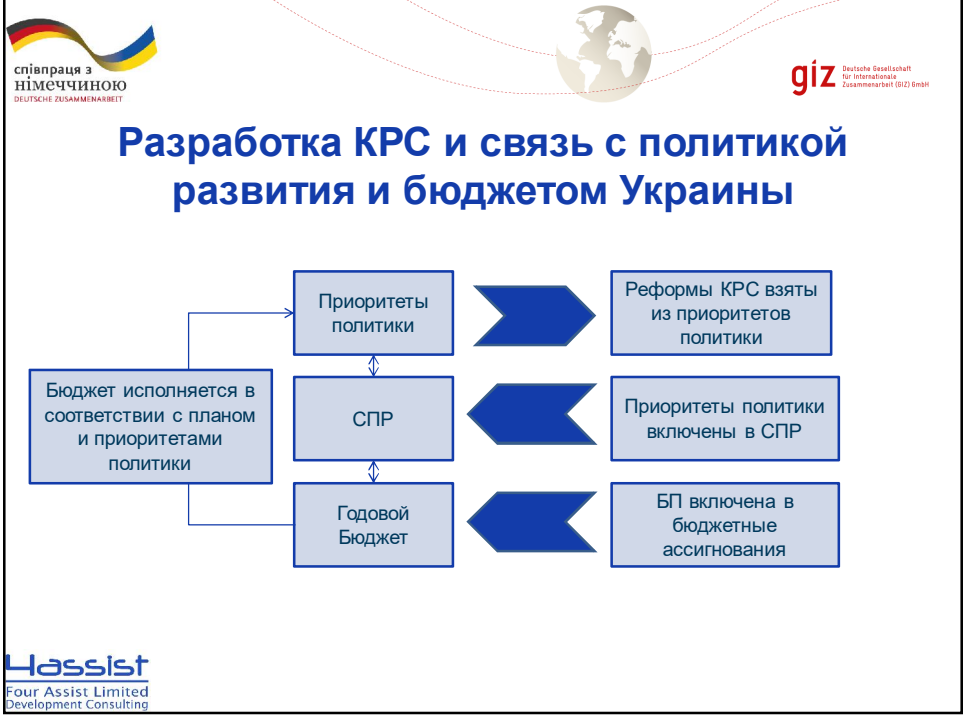 співпраця з
німеччиною
DEUTSCHE ZUSAMMENARBEIT
giz
Deutsche Gesellschaft
für Internationale
Zusammenarbeit (GIZ) GmbH
Разработка КРС и связь с политикой
развития и бюджетом Украины
Приоритеты
политики
Реформы КРС взяты
из приоритетов
политики
Бюджет исполняется в
соответствии с планом
и приоритетами
политики
СПР
Приоритеты политики
включены в СПР
Годовой
Бюджет
БП включена в
бюджетные
ассигнования
4assist
Four Assist Limited
Development Consulting